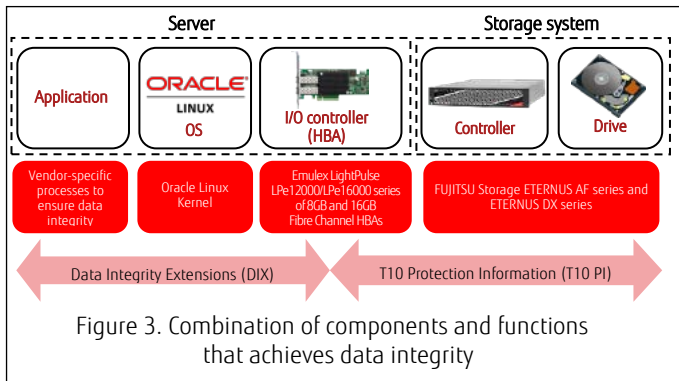 Server
Storage system
Application
ORACLE
LINUX
OS
I/O controller
(HBA)
Controller
Drive
Vendor-specific
processes to
ensure data
integrity
Oracle Linux
Kernel
Emulex LightPulse
LPe12000/LPe16000 series
of 8GB and 16GB
Fibre Channel HBAs
FUJITSU Storage ETERNUS AF series and
ETERNUS DX series
Data Integrity Extensions (DIX)
T10 Protection Information (T10 PI)
Figure 3. Combination of components and functions
that achieves data integrity